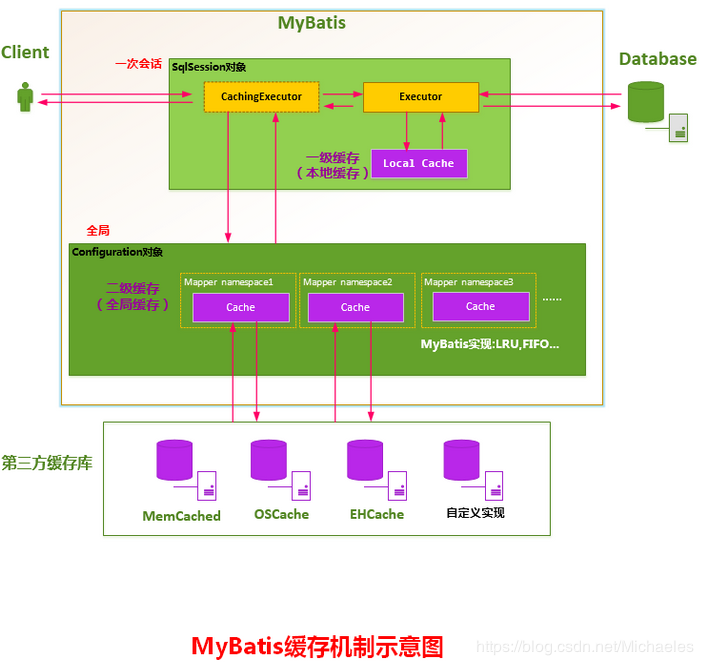 MyBatis
Client
一次会话
SqlSession对象
Database
CachingExecutor
Executor
一级缓存
（本地缓存）
Local Cache
全局
Configuration对象
二级缓存
（全局缓存）
Mapper namespace1
Mapper namespace2
Mapper namespace3
Cache
Cache
Cache
......
MyBatis实现:LRU,FIFO...
第三方缓存库
MemCached
OSCache
EHCache
自定义实现
MyBatis缓存机制示意图
https://blog.csdn.net/Michaeles